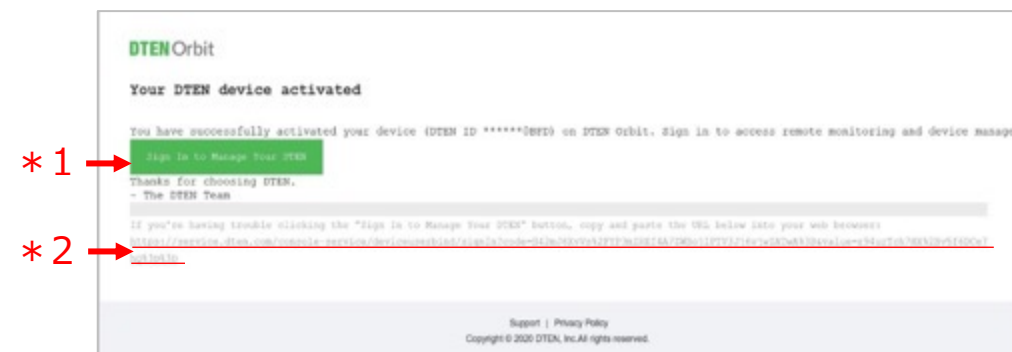 DTEN Orbit
Your DTEN device activated
You have successfully activated your device (DTEN ID ******0BFD) on DTEN Orbit. Sign in to access remote monitoring and device manage
*1
Sign In to Manage Your DTEN
Thanks for choosing DTEN.
- The DTEN Team
If you're having trouble clicking the "Sign In to Manage Your DTEN" button, copy and paste the URL below into your web browser:
*2
Support | Privacy Policy
Copyright © 2020 DTEN, Inc.All rights reserved.